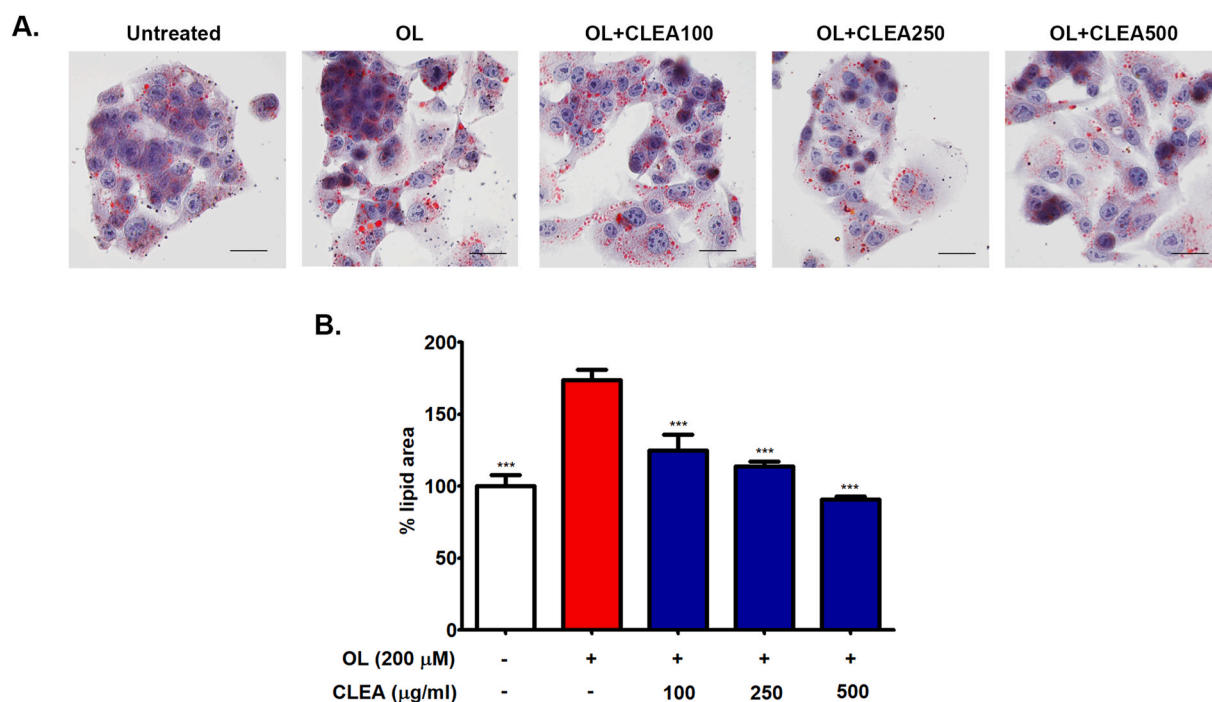 A.
Untreated OL OL+CLEA100 OL+CLEA250 OL+CLEA500
B.
% lipid area
200
150
100
50
0
***
***
***
***
OL (200 μM) - + + + +
CLEA (μg/ml) - - 100 250 500